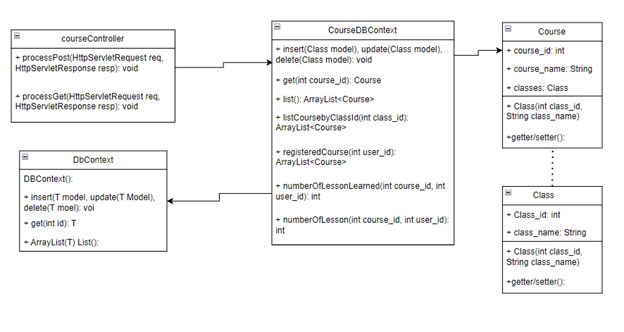 courseController
+ processPost(HttpServletRequest req,
HttpServletResponse resp): void
+ processGet(HttpServletRequest req,
HttpServletResponse resp): void
CourseDBContext
+ insert(Class model), update(Class model),
delete(Class model): void
+ get(int course_id): Course
+ list(): ArrayList<Course>
+ listCoursebyClassId(int class_id):
ArrayList<Course>
+ registeredCourse(int user_id):
ArrayList<Course>
+ numberOfLessonLearned(int course_id, int
user_id): int
+ numberOfLesson(int course_id, int user_id):
int
Course
+ course_id: int
+ course_name: String
+ classes: Class
+ Class(int class_id,
String class_name)
+getter/setter():
DbContext
DBContext():
+ insert(T model, update(T Model),
delete(T moel): voi
+ get(int id): T
+ ArrayList(T) List():
Class
+ Class_id: int
+ class_name: String
+ Class(int class_id,
String class_name)
+getter/setter():